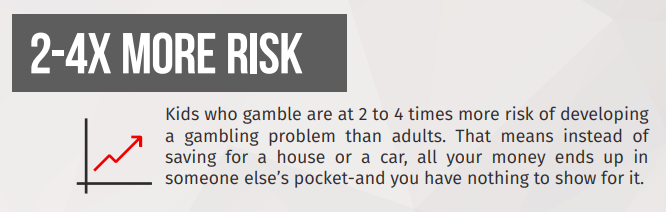 2-4X MORE RISK
Kids who gamble are at 2 to 4 times more risk of developing
a gambling problem than adults. That means instead of
saving for a house or a car, all your money ends up in
someone else's pocket-and you have nothing to show for it.